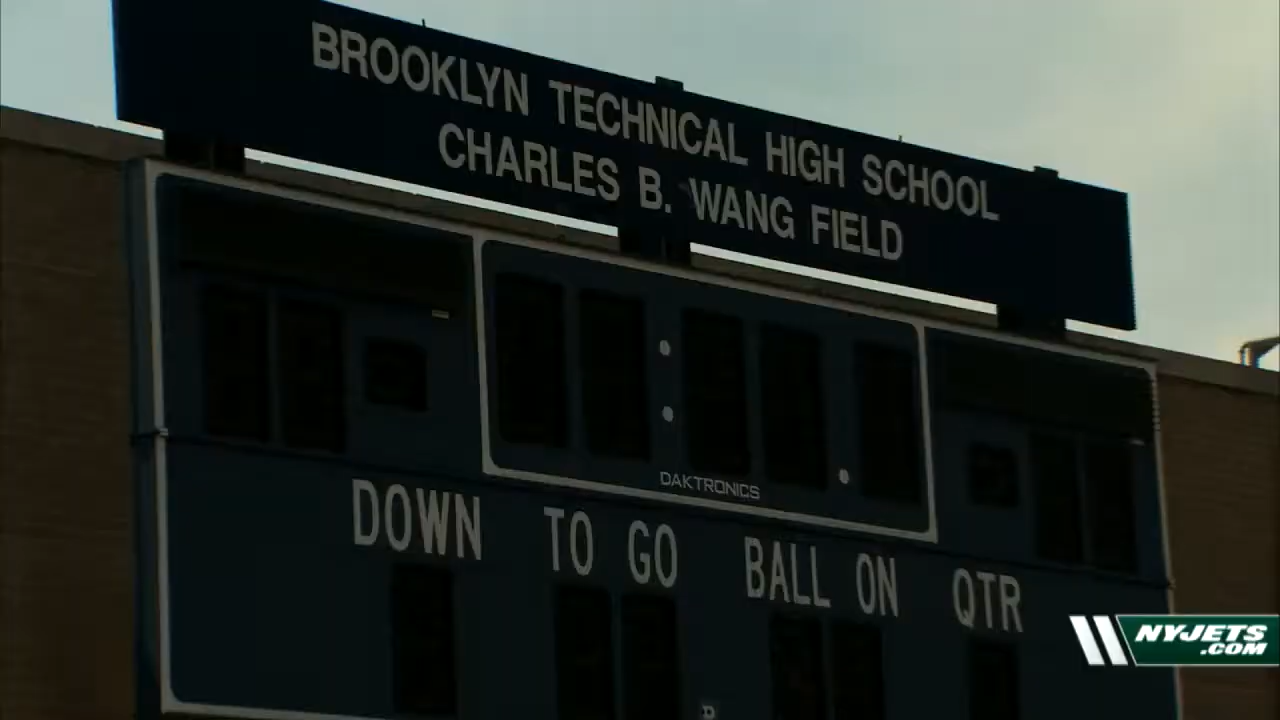 BROOKLYN TECHNICAL HIGH SCHOOL
CHARLES B. WANG FIELD
DAKTRONICS
DOWN TO GO BALL ON QTR
NYJETS
.COM